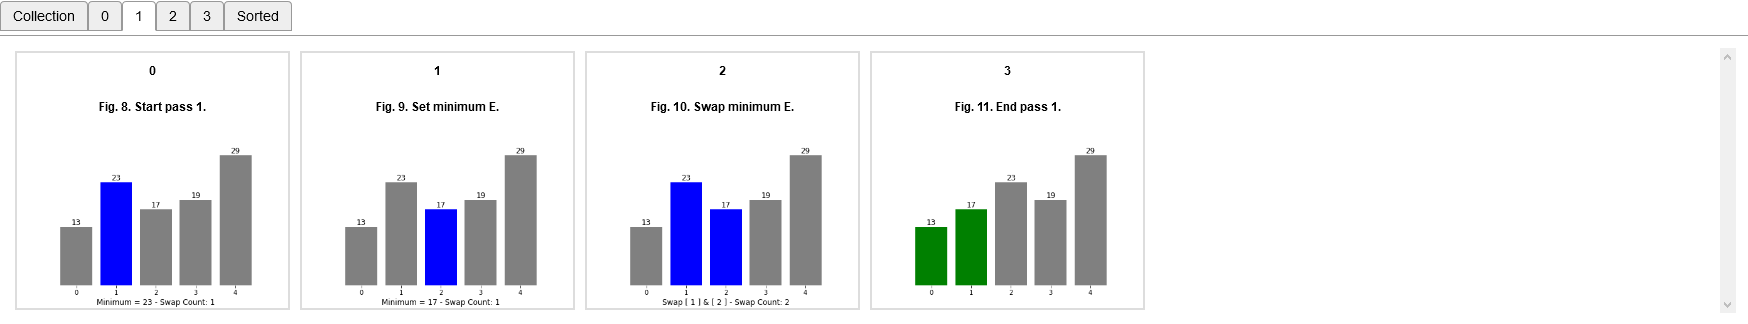 Collection 0 1 2 3 Sorted
0
Fig. 8. Start pass 1.
13 23 17 19 29
0 1 2 3 4
Minimum = 23 - Swap Count: 1
1
Fig. 9. Set minimum E.
13 23 17 19 29
0 1 2 3 4
Minimum = 17 - Swap Count: 1
2
Fig. 10. Swap minimum E.
13 23 17 19 29
0 1 2 3 4
Swap [ 1 ] & [ 2 ] - Swap Count: 2
3
Fig. 11. End pass 1.
13 17 23 19 29
0 1 2 3 4